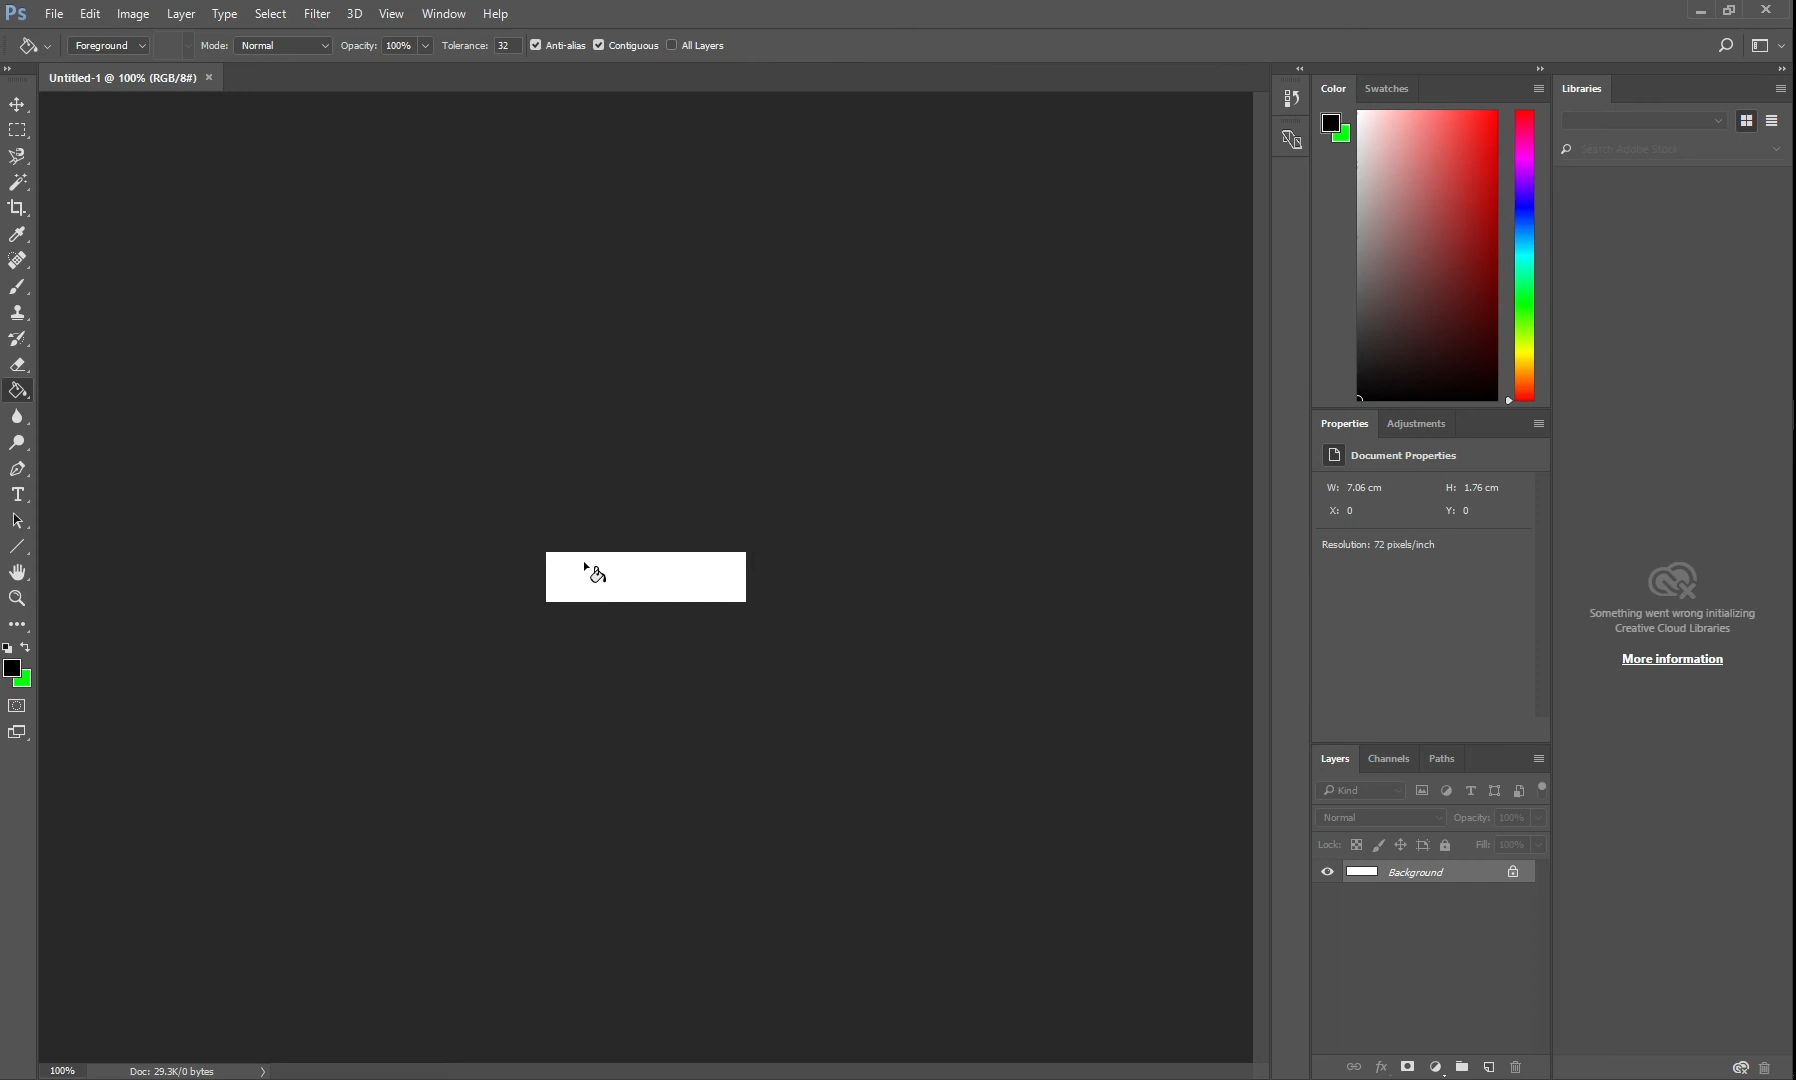 Ps File Edit Image Layer Type Select Filter 3D View Window Help
Foreground Mode: Normal Opacity: 100% Tolerance: 32 Anti-alias Contiguous All Layers
Untitled-1 @ 100% (RGB/8#) ×
Color Swatches
Libraries
Search Adobe Stock
Properties Adjustments
Document Properties
W: 7.06 cm H: 1.76 cm
X: 0 Y: 0
Resolution: 72 pixels/inch
Something went wrong initializing
Creative Cloud Libraries
More information
Layers Channels Paths
Kind
Normal Opacity: 100%
Lock: Fill: 100%
Background
100% Doc: 29.3K/0 bytes